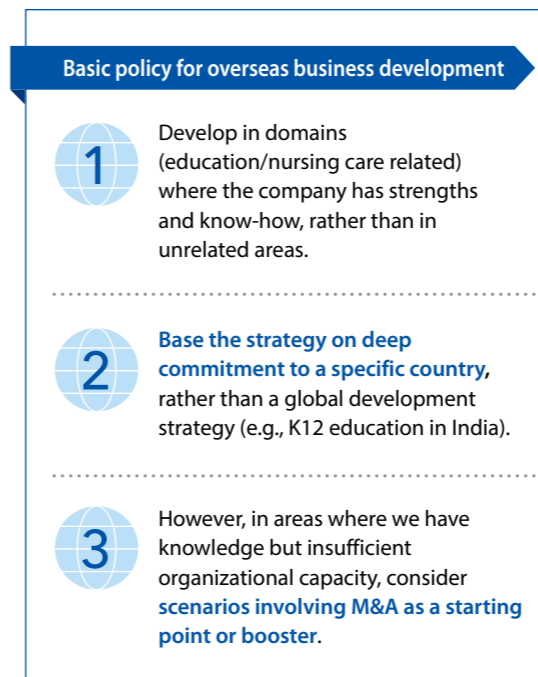 Basic policy for overseas business development
1
Develop in domains
(education/nursing care related)
where the company has strengths
and know-how, rather than in
unrelated areas.
2
Base the strategy on deep
commitment to a specific country,
rather than a global development
strategy (e.g., K12 education in India).
3
However, in areas where we have
knowledge but insufficient
organizational capacity, consider
scenarios involving M&A as a starting
point or booster.